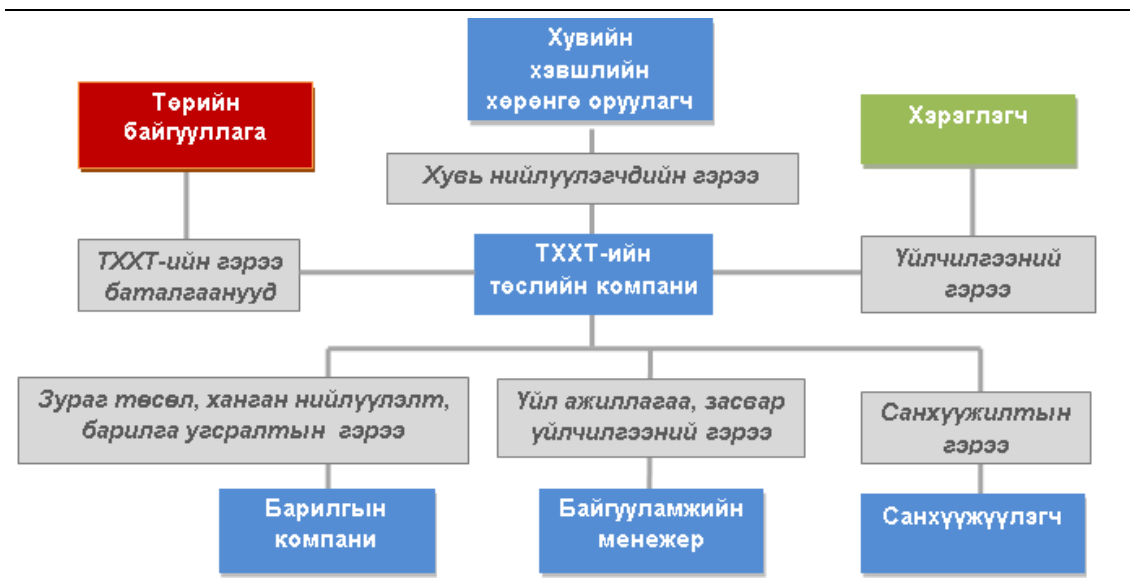 Хувийн
хэвшлийн
хөрөнгө оруулагч
Төрийн
байгууллага
Хэрэглэгч
Хувь нийлүүлэгчдийн гэрээ
ТХХТ-ийн гэрээ
баталгаанууд
ТХХТ-ийн
төслийн компани
Үйлчилгээний
гэрээ
Зураг төсөл, ханган нийлүүлэлт,
барилга угсралтын гэрээ
Үйл ажиллагаа, засвар
үйлчилгээний гэрээ
Санхүүжилтын
гэрээ
Барилгын
компани
Байгууламжийн
менежер
Санхүүжүүлэгч